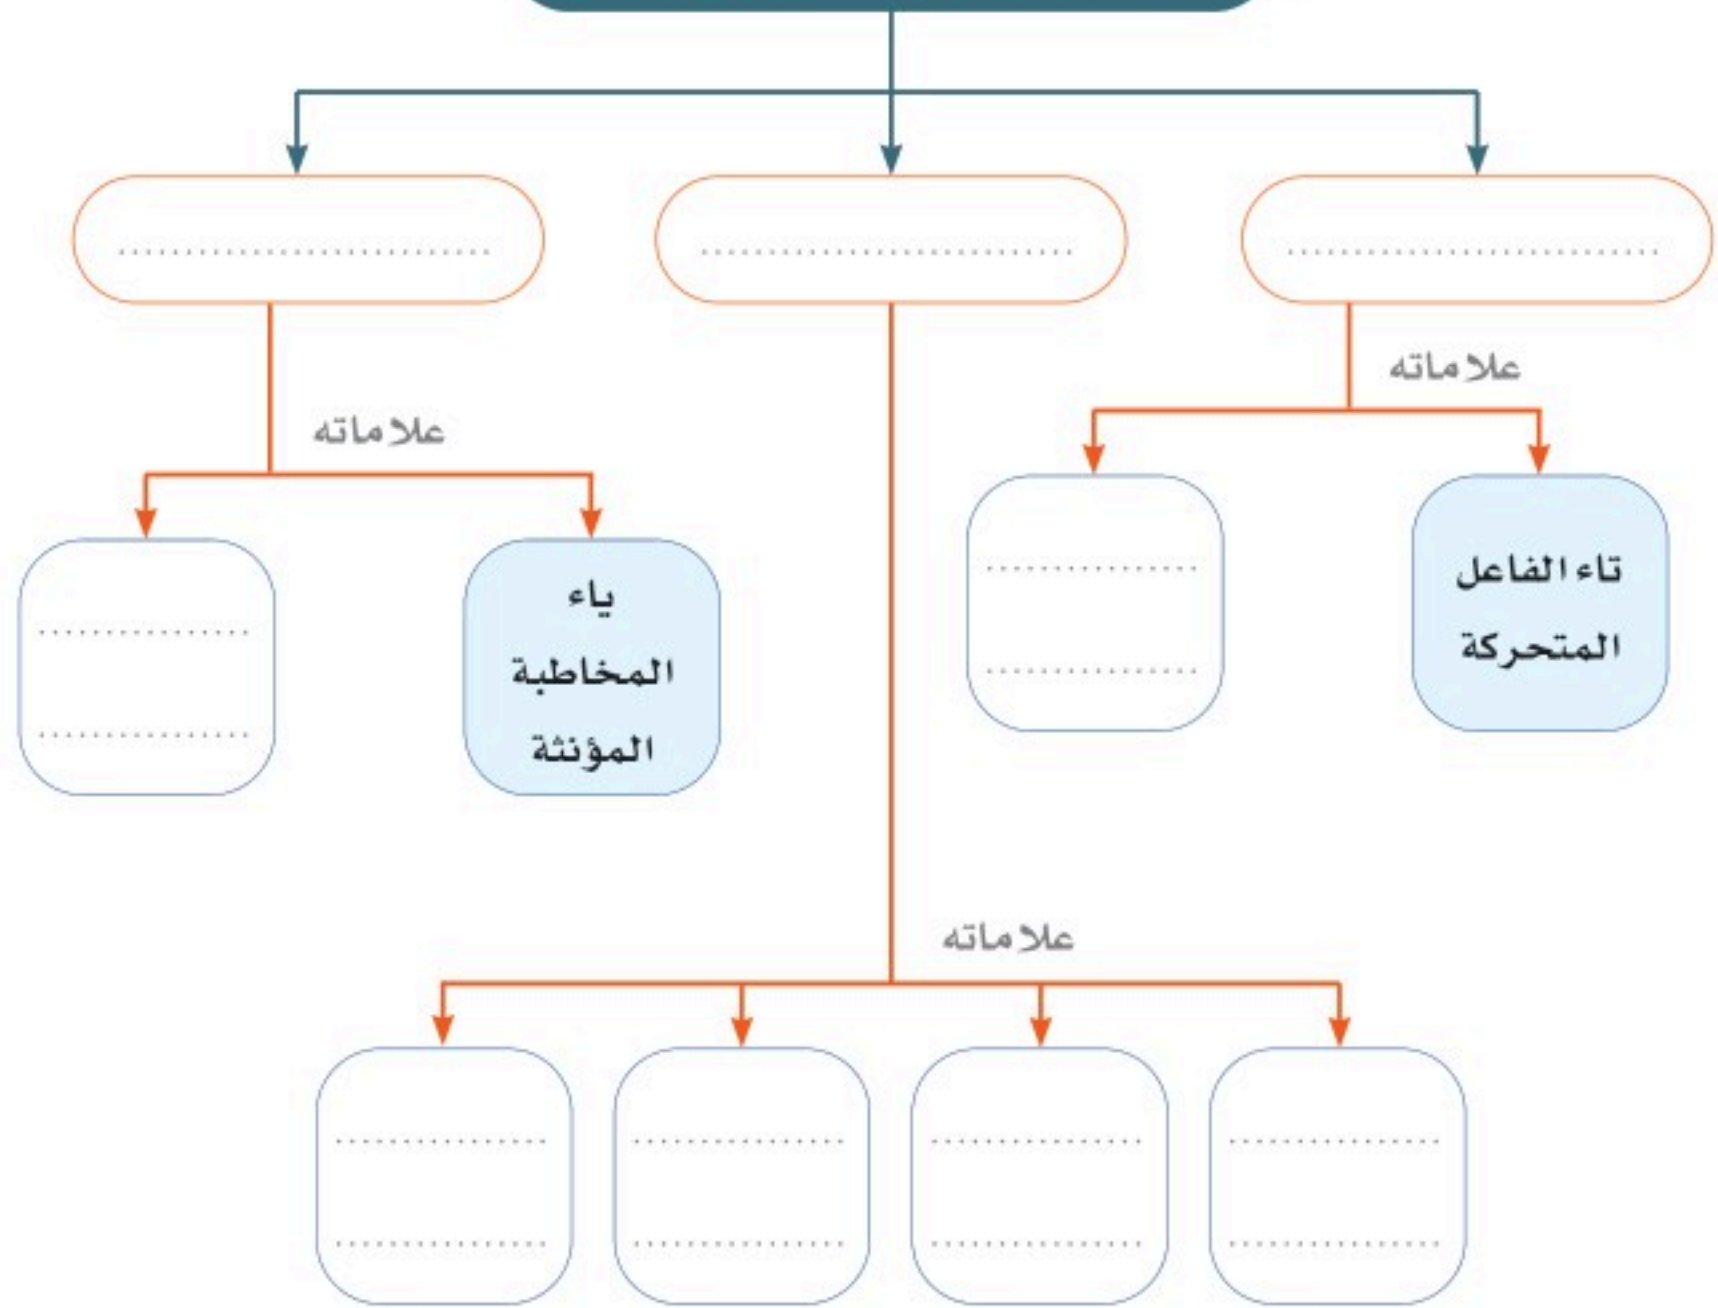 علاماته
علاماته
تاء الفاعل
المتحركة
ياء
المخاطبة
المؤنثة
علاماته